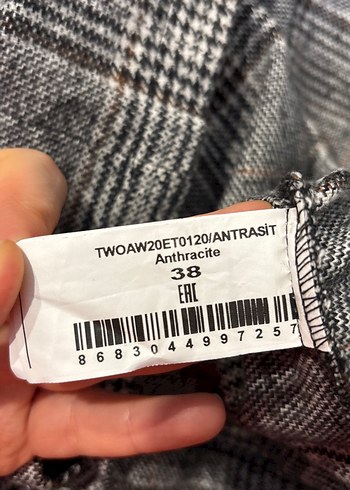 TWOAW20ET0120/ANTRASİT
Anthracite
38
EAC
8683044997257